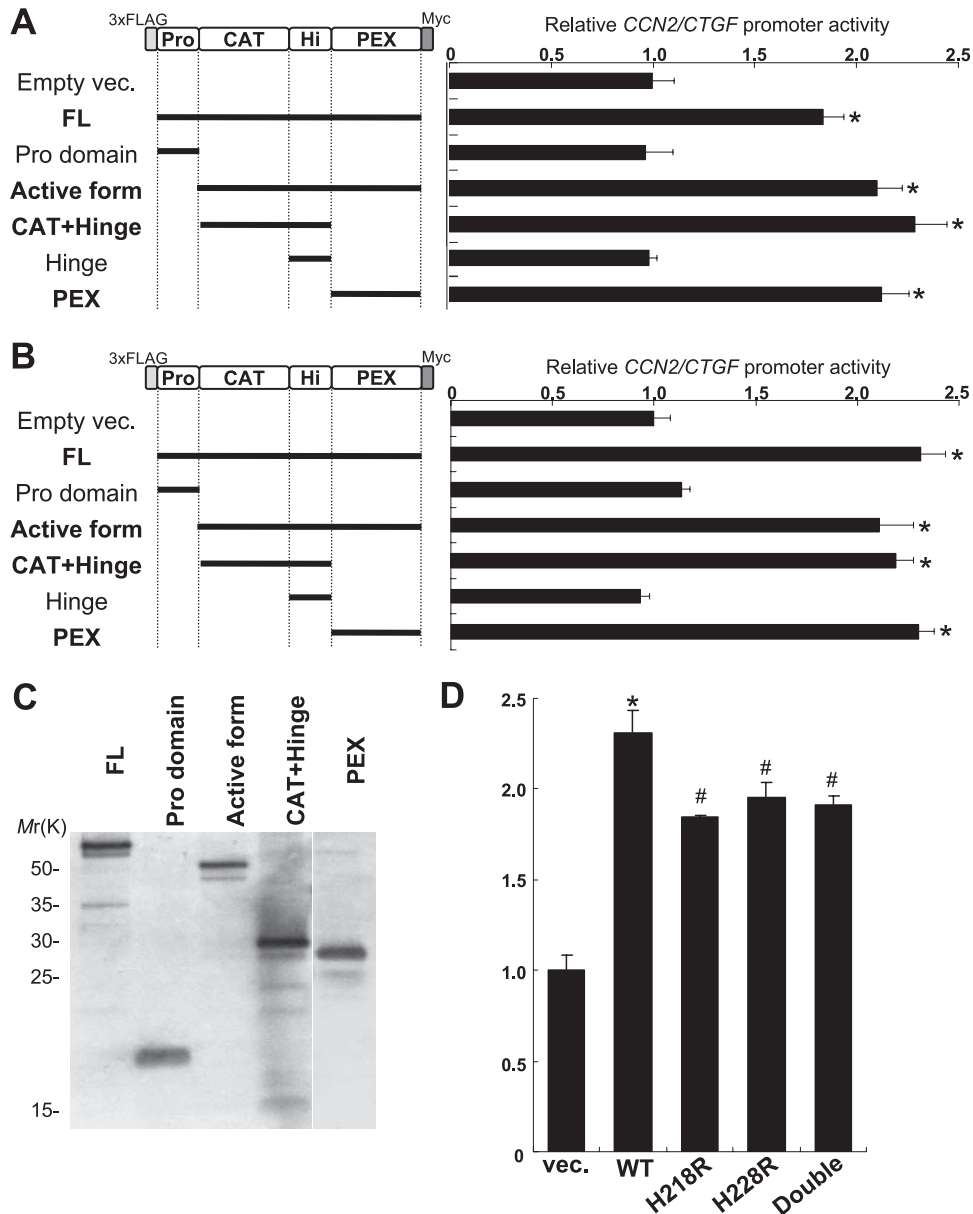 A
3xFLAG
Myc
Pro CAT Hi PEX
Relative CCN2/CTGF promoter activity
0 0.5 1.0 1.5 2.0 2.5
Empty vec.
FL
*
Pro domain
Active form
*
CAT+Hinge
*
Hinge
PEX
*
B
3xFLAG
Myc
Pro CAT Hi PEX
Relative CCN2/CTGF promoter activity
0 0.5 1.0 1.5 2.0 2.5
Empty vec.
FL
*
Pro domain
Active form
*
CAT+Hinge
*
Hinge
PEX
*
C
FL
Pro domain
Active form
CAT+Hinge
PEX
Mr(K)
50-
35-
30-
25-
15-
D
2.5
2.0
1.5
1.0
0.5
0
*
#
#
#
vec.
WT
H218R
H228R
Double